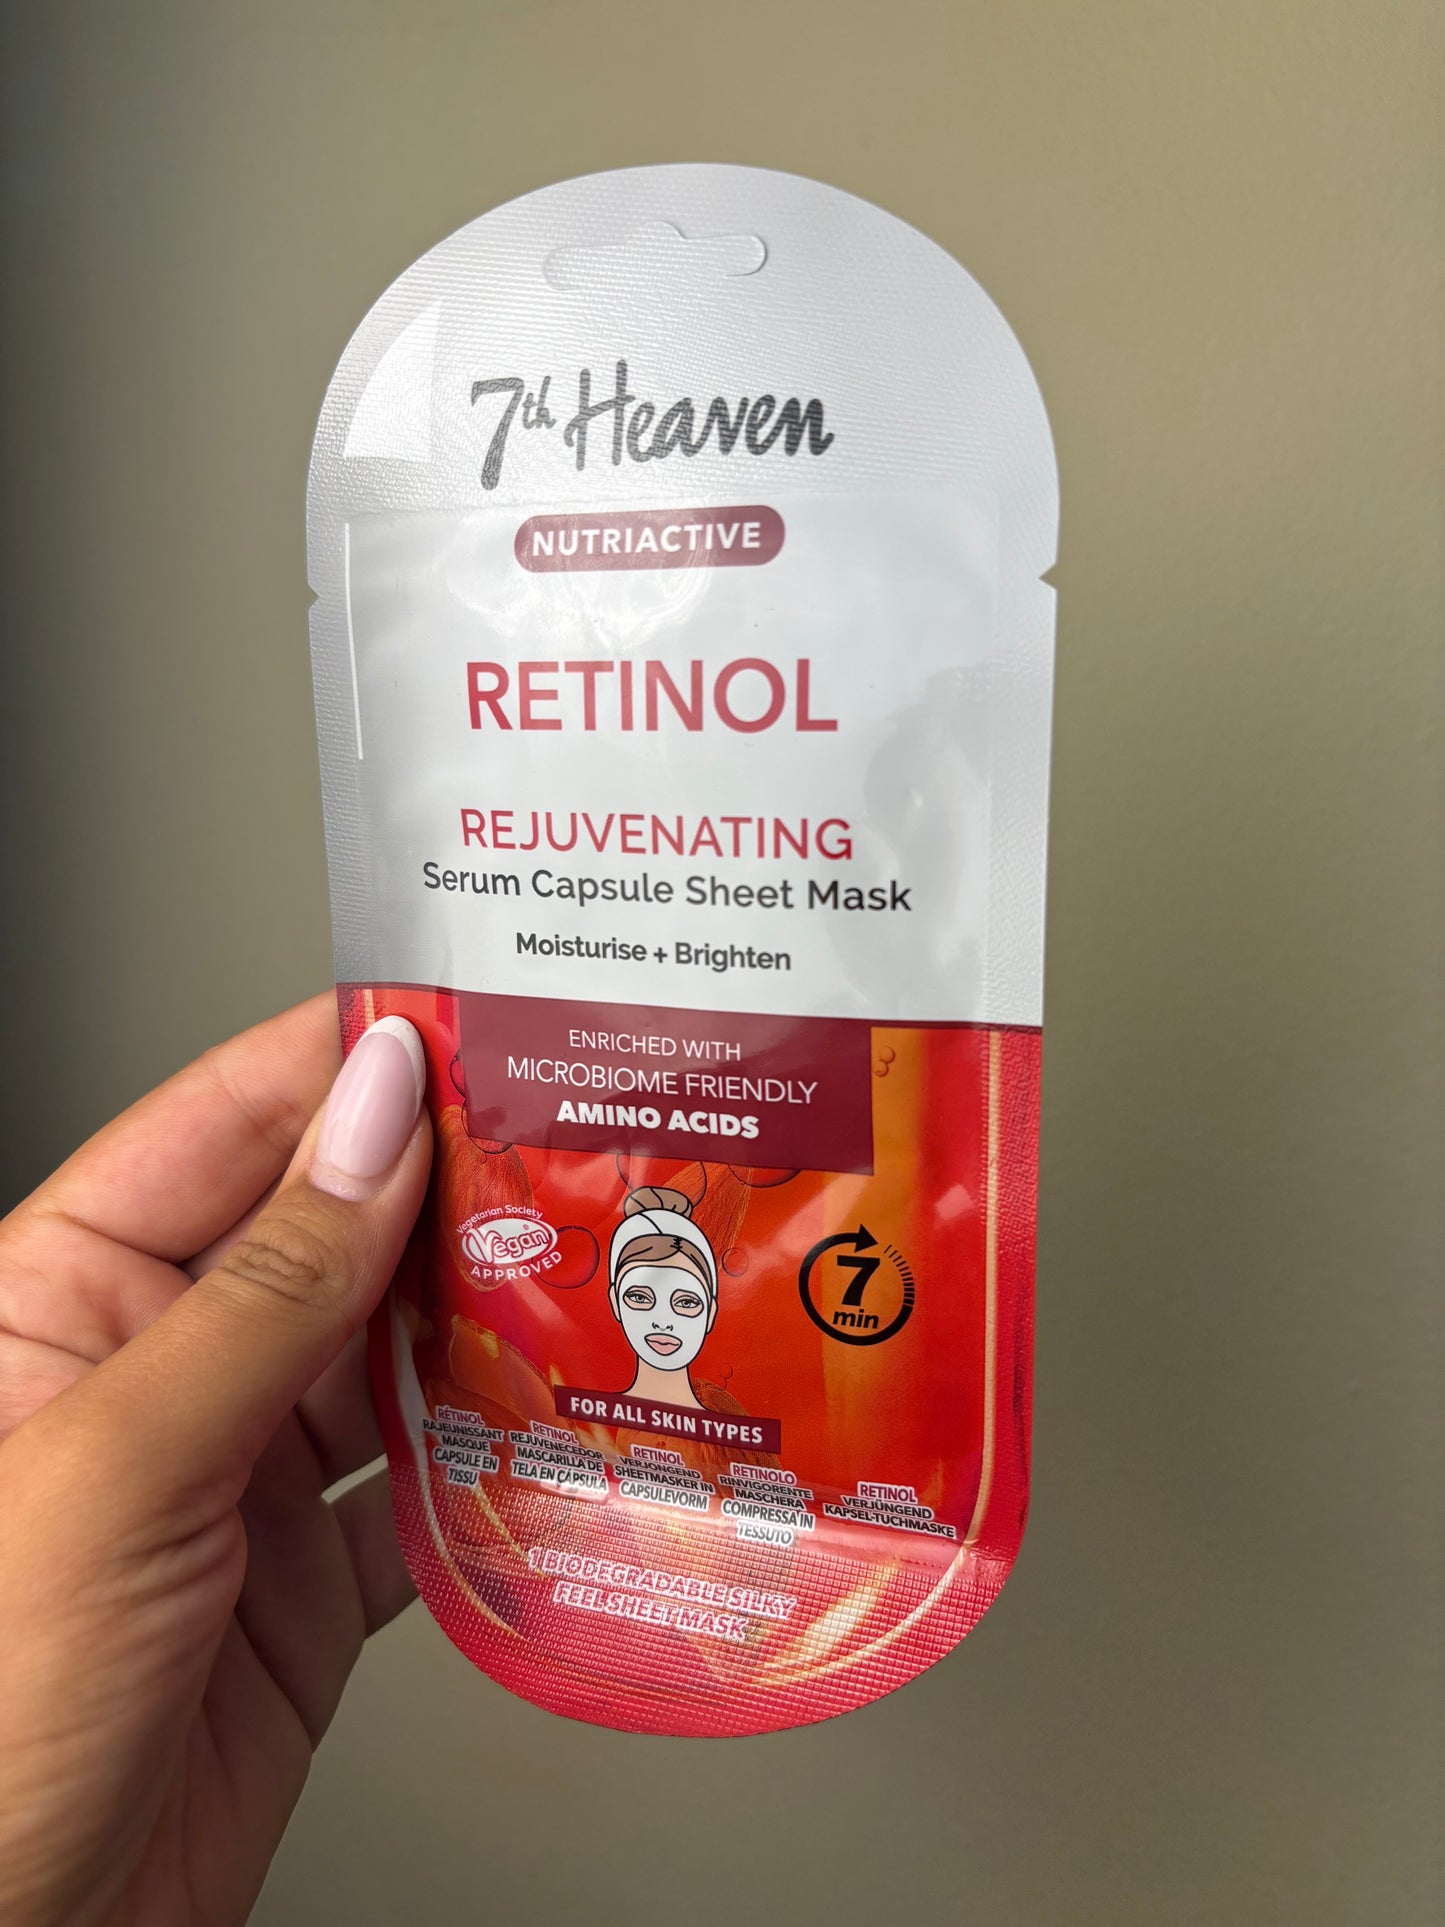 7th Heaven
NUTRIACTIVE
RETINOL
REJUVENATING
Serum Capsule Sheet Mask
Moisturise + Brighten
ENRICHED WITH
MICROBIOME FRIENDLY
AMINO ACIDS
Vegetarian Society
Vegan
APPROVED
7
min
FOR ALL SKIN TYPES
RÉTINOL
RAJEUNISSANT
MASQUE
CAPSULE EN
TISSU
RETINOL
REJUVENECEDOR
MASCARILLA DE
TELA EN CÁPSULA
RETINOL
VERJONGEND
SHEETMASKER IN
CAPSULEVORM
RETINOLO
RINVIGORENTE
MASCHERA
COMPRESSA IN
TESSUTO
RETINOL
VERJÜNGEND
KAPSEL-TUCHMASKE
1 BIODEGRADABLE SILKY
FEEL SHEET MASK